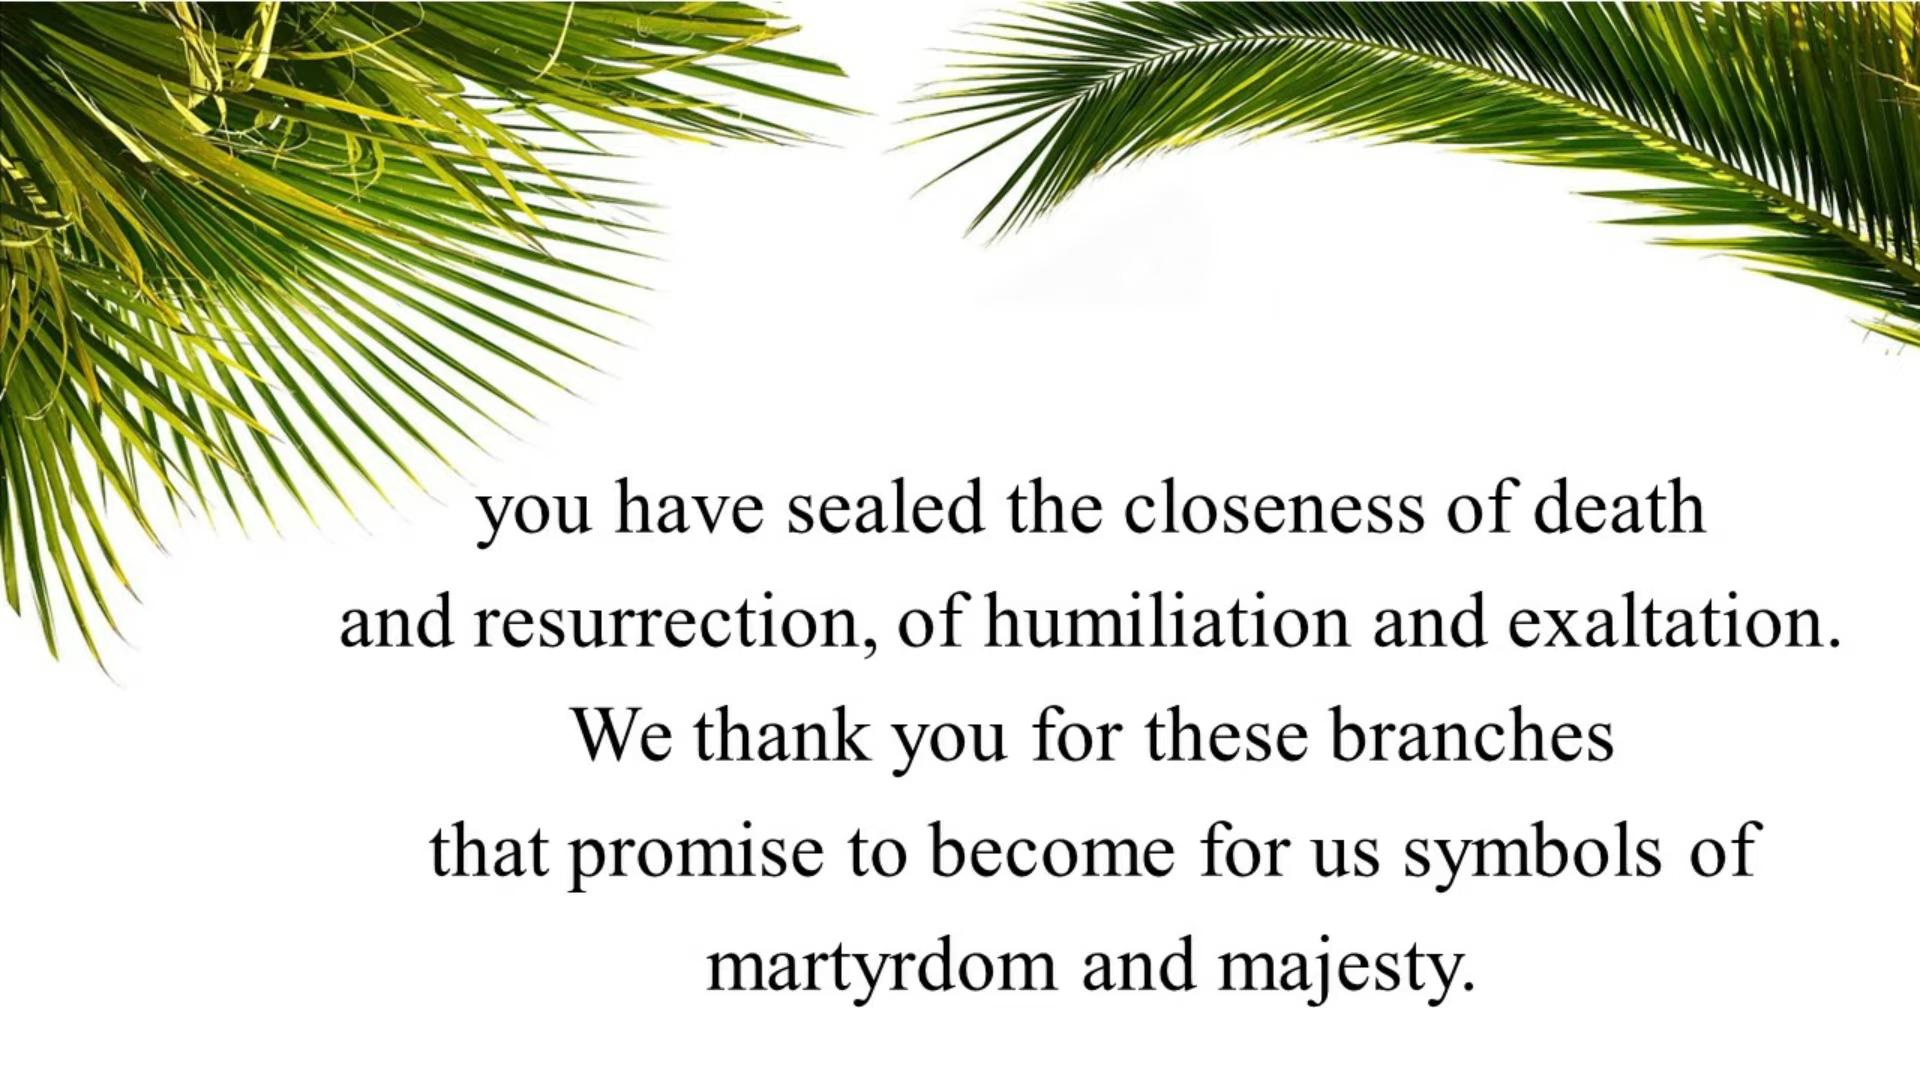 you have sealed the closeness of death
and resurrection, of humiliation and exaltation.
We thank you for these branches
that promise to become for us symbols of
martyrdom and majesty.